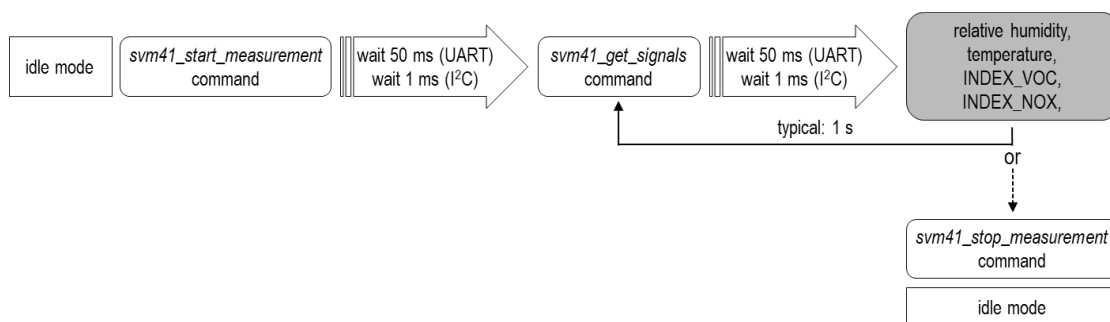 idle mode
svm41_start_measurement
command
wait 50 ms (UART)
wait 1 ms (I²C)
svm41_get_signals
command
wait 50 ms (UART)
wait 1 ms (I²C)
relative humidity,
temperature,
INDEX_VOC,
INDEX_NOX,
typical: 1 s
or
svm41_stop_measurement
command
idle mode